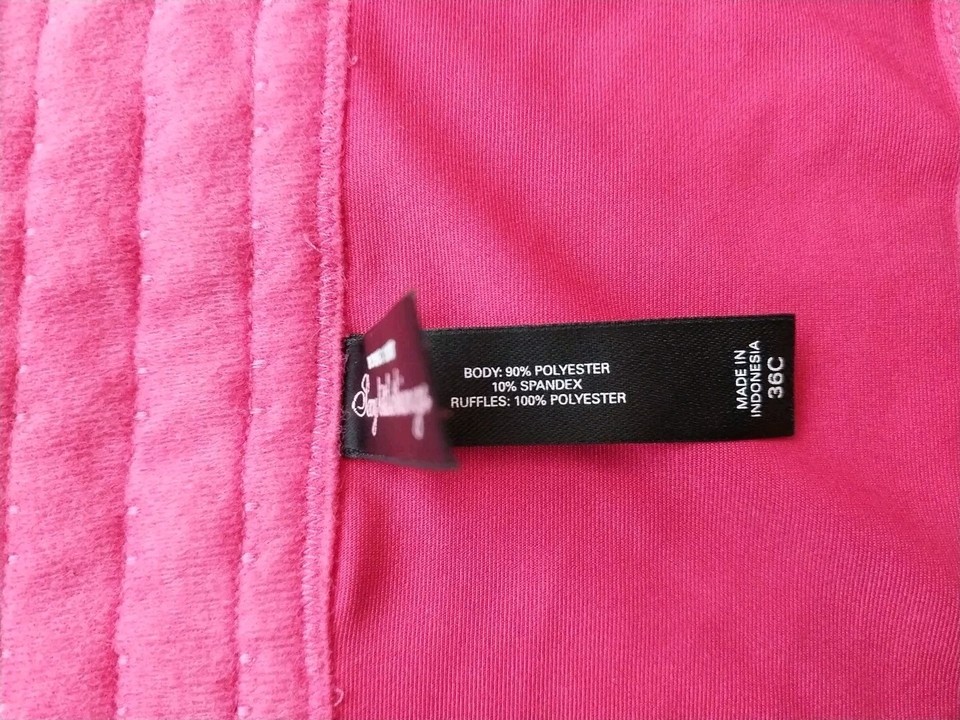 BODY: 90% POLYESTER
10% SPANDEX
RUFFLES: 100% POLYESTER
MADE IN
INDONESIA
36C